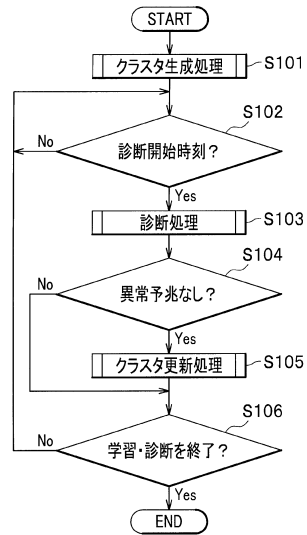 START
クラスタ生成処理 S101
S102
No 診断開始時刻？
Yes
診断処理 S103
S104
No 異常予兆なし？
Yes
クラスタ更新処理 S105
S106
No 学習・診断を終了？
Yes
END